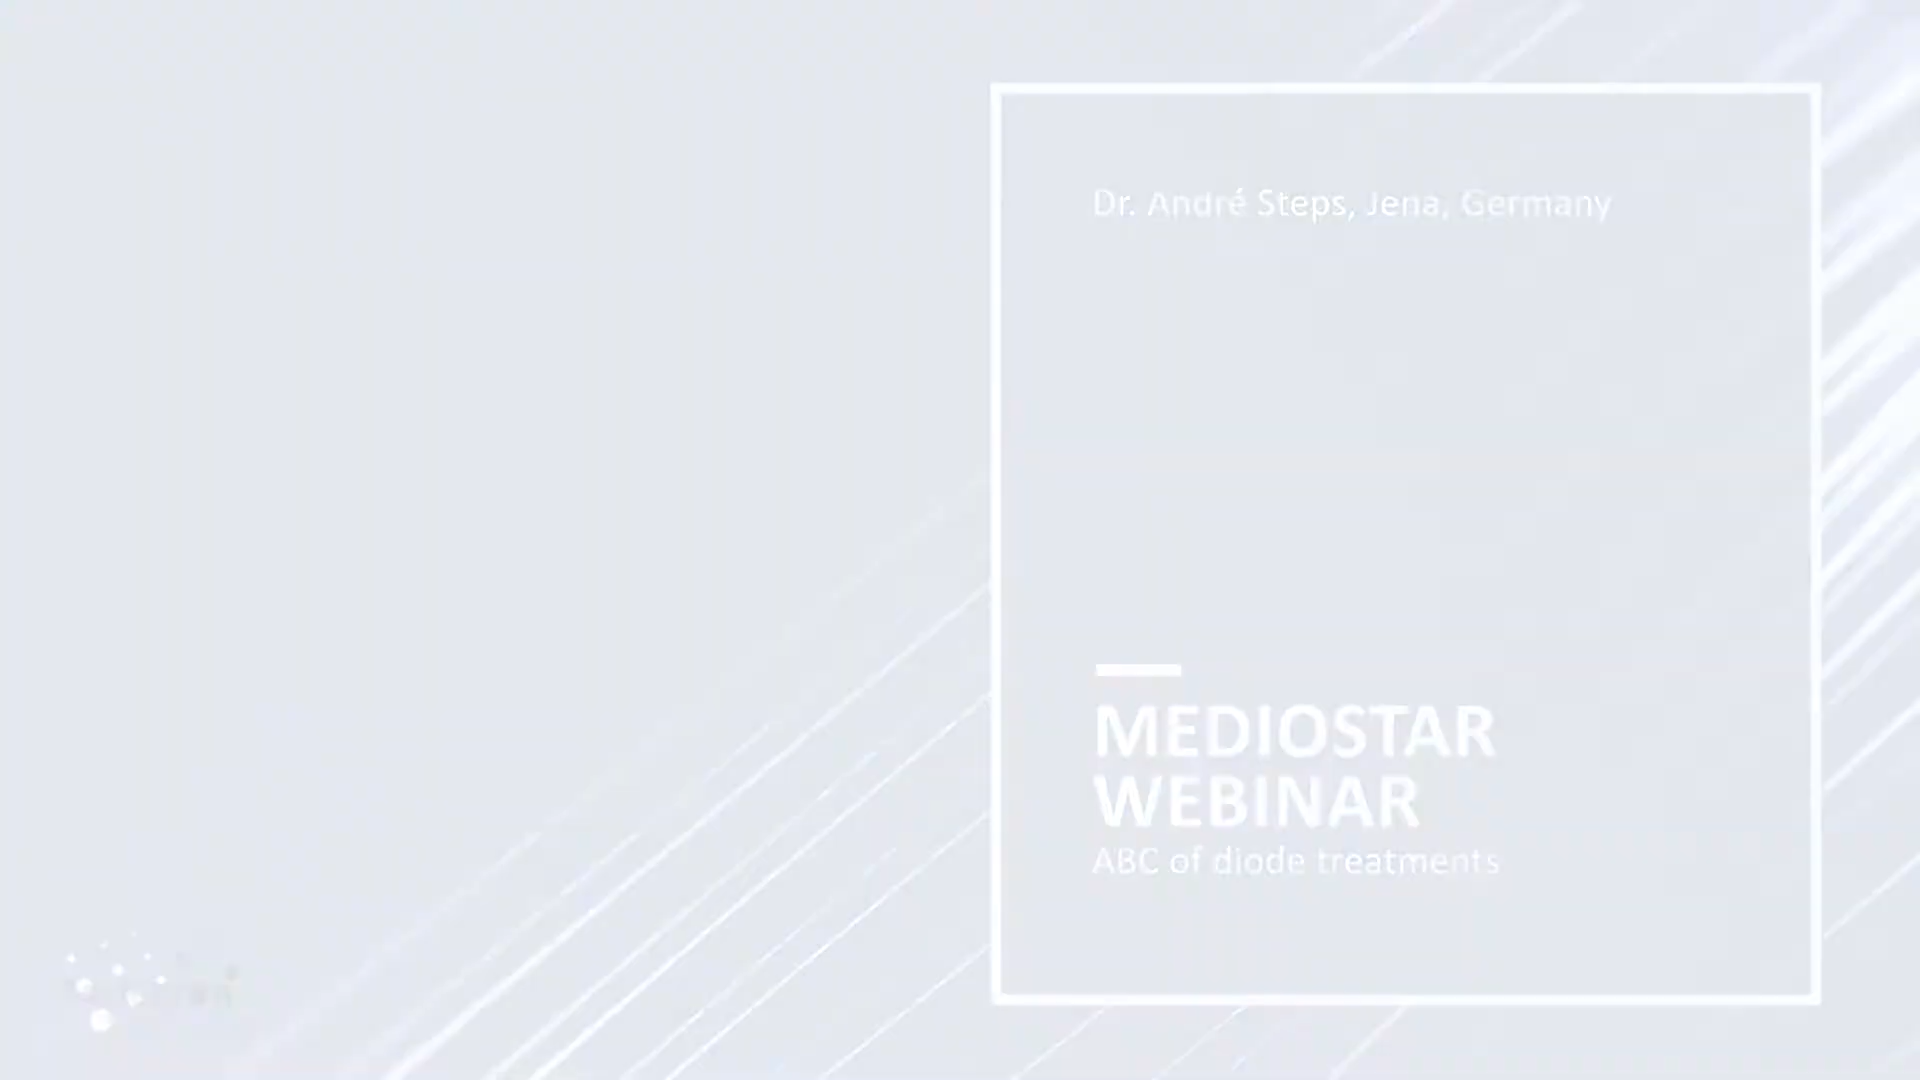 Dr. André Steps, Jena, Germany
MEDIOSTAR
WEBINAR
ABC of diode treatments